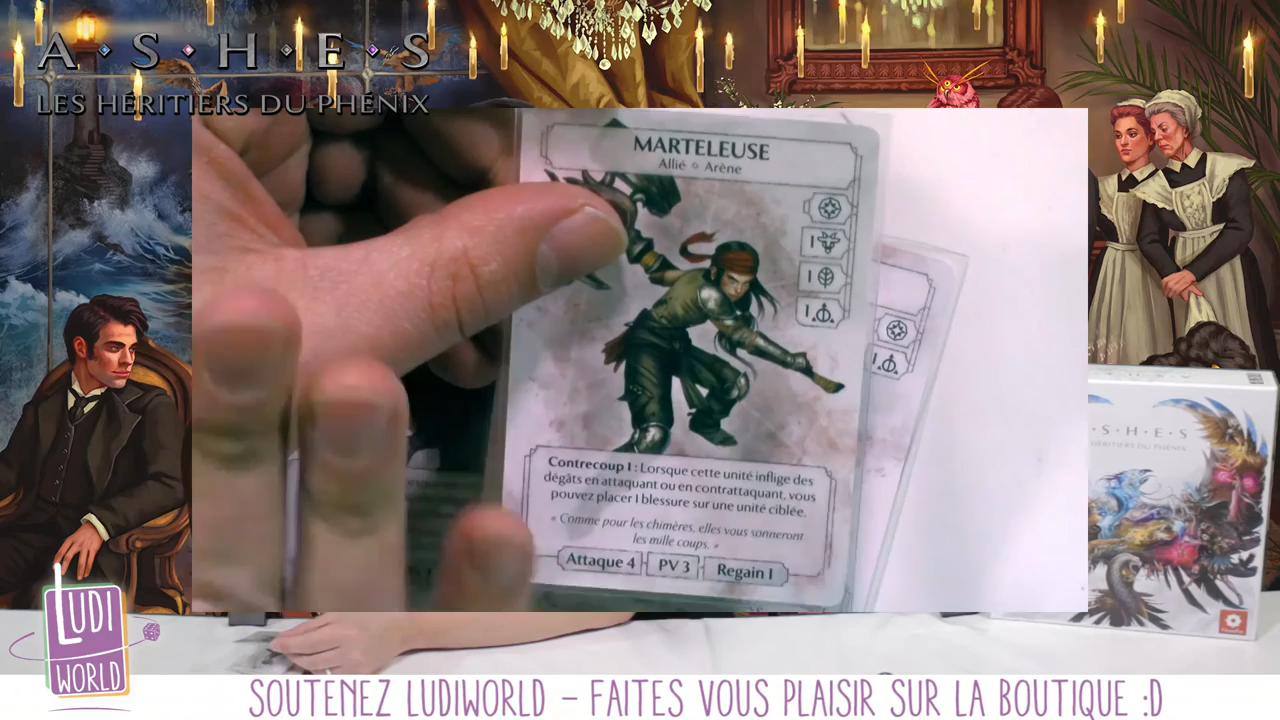 A·S·H·E·S
LES HÉRITIERS DU PHÉNIX
MARTELEUSE
Allié ◦ Arène
1
1
1
1
Contrecoup 1 : Lorsque cette unité inflige des
dégâts en attaquant ou en contrattaquant, vous
pouvez placer 1 blessure sur une unité ciblée.
« Comme pour les chimères, elles vous sonneront
les mille coups. »
Attaque 4
PV 3
Regain 1
S·H·E·S
HÉRITIERS DU PHÉNIX
LUDI
WORLD
SOUTENEZ LUDIWORLD – FAITES VOUS PLAISIR SUR LA BOUTIQUE :D